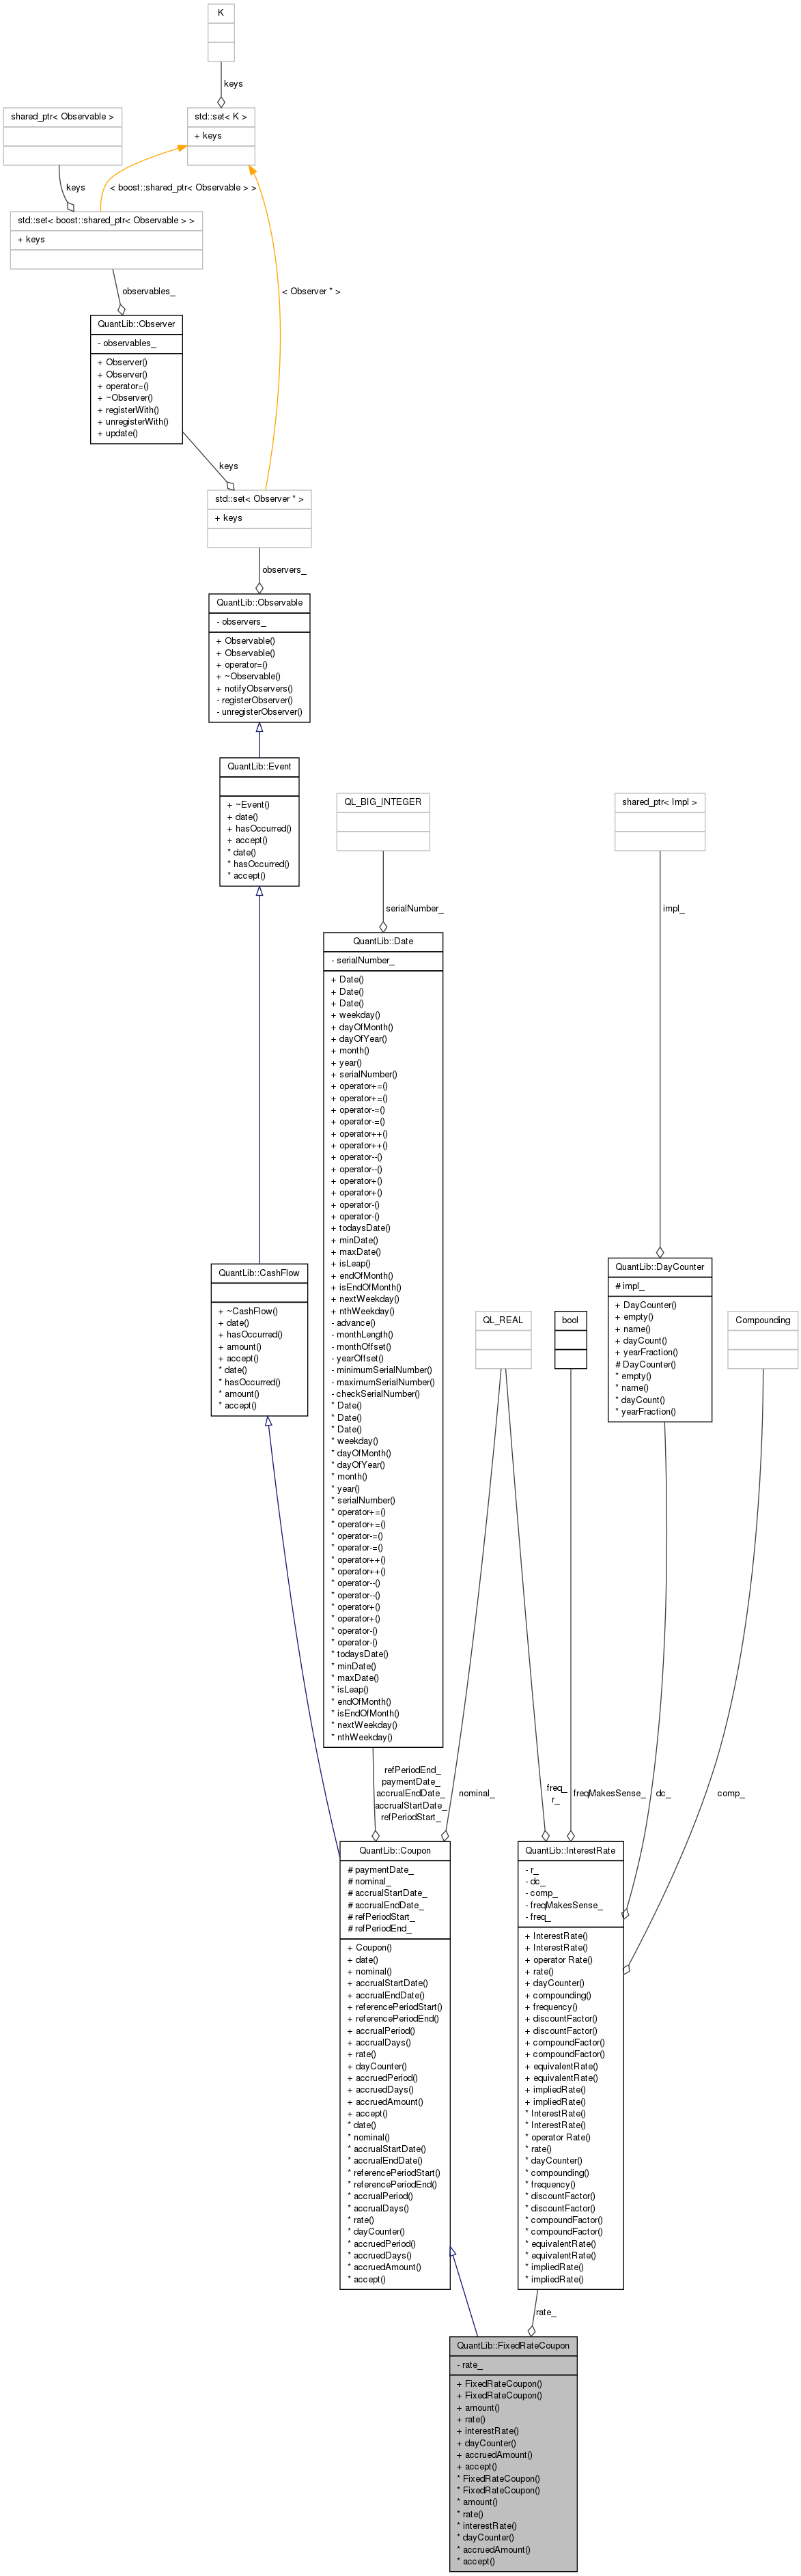 K
keys
shared_ptr< Observable >
std::set< K >
+ keys
keys
< boost::shared_ptr< Observable > >
std::set< boost::shared_ptr< Observable > >
+ keys
observables_
< Observer * >
QuantLib::Observer
- observables_
+ Observer()
+ Observer()
+ operator=()
+ ~Observer()
+ registerWith()
+ unregisterWith()
+ update()
keys
std::set< Observer * >
+ keys
observers_
QuantLib::Observable
- observers_
+ Observable()
+ Observable()
+ operator=()
+ ~Observable()
+ notifyObservers()
- registerObserver()
- unregisterObserver()
QuantLib::Event
+ ~Event()
+ date()
+ hasOccurred()
+ accept()
* date()
* hasOccurred()
* accept()
QL_BIG_INTEGER
serialNumber_
shared_ptr< Impl >
impl_
QuantLib::Date
- serialNumber_
+ Date()
+ Date()
+ Date()
+ weekday()
+ dayOfMonth()
+ dayOfYear()
+ month()
+ year()
+ serialNumber()
+ operator+=()
+ operator+=()
+ operator-=()
+ operator-=()
+ operator++()
+ operator++()
+ operator--()
+ operator--()
+ operator+()
+ operator+()
+ operator-()
+ operator-()
+ todaysDate()
+ minDate()
+ maxDate()
+ isLeap()
+ endOfMonth()
+ isEndOfMonth()
+ nextWeekday()
+ nthWeekday()
- advance()
- monthLength()
- monthOffset()
- yearOffset()
- minimumSerialNumber()
- maximumSerialNumber()
- checkSerialNumber()
* Date()
* Date()
* Date()
* weekday()
* dayOfMonth()
* dayOfYear()
* month()
* year()
* serialNumber()
* operator+=()
* operator+=()
* operator-=()
* operator-=()
* operator++()
* operator++()
* operator--()
* operator--()
* operator+()
* operator+()
* operator-()
* operator-()
* todaysDate()
* minDate()
* maxDate()
* isLeap()
* endOfMonth()
* isEndOfMonth()
* nextWeekday()
* nthWeekday()
QuantLib::CashFlow
+ ~CashFlow()
+ date()
+ hasOccurred()
+ amount()
+ accept()
* date()
* hasOccurred()
* amount()
* accept()
QL_REAL
bool
QuantLib::DayCounter
# impl_
+ DayCounter()
+ empty()
+ name()
+ dayCount()
+ yearFraction()
# DayCounter()
* empty()
* name()
* dayCount()
* yearFraction()
Compounding
refPeriodEnd_
paymentDate_
accrualEndDate_
accrualStartDate_
refPeriodStart_
nominal_
freq_
r_
freqMakesSense_
dc_
comp_
QuantLib::Coupon
# paymentDate_
# nominal_
# accrualStartDate_
# accrualEndDate_
# refPeriodStart_
# refPeriodEnd_
+ Coupon()
+ date()
+ nominal()
+ accrualStartDate()
+ accrualEndDate()
+ referencePeriodStart()
+ referencePeriodEnd()
+ accrualPeriod()
+ accrualDays()
+ rate()
+ dayCounter()
+ accruedPeriod()
+ accruedDays()
+ accruedAmount()
+ accept()
* date()
* nominal()
* accrualStartDate()
* accrualEndDate()
* referencePeriodStart()
* referencePeriodEnd()
* accrualPeriod()
* accrualDays()
* rate()
* dayCounter()
* accruedPeriod()
* accruedDays()
* accruedAmount()
* accept()
QuantLib::InterestRate
- r_
- dc_
- comp_
- freqMakesSense_
- freq_
+ InterestRate()
+ InterestRate()
+ operator Rate()
+ rate()
+ dayCounter()
+ compounding()
+ frequency()
+ discountFactor()
+ discountFactor()
+ compoundFactor()
+ compoundFactor()
+ equivalentRate()
+ equivalentRate()
+ impliedRate()
+ impliedRate()
* InterestRate()
* InterestRate()
* operator Rate()
* rate()
* dayCounter()
* compounding()
* frequency()
* discountFactor()
* discountFactor()
* compoundFactor()
* compoundFactor()
* equivalentRate()
* equivalentRate()
* impliedRate()
* impliedRate()
rate_
QuantLib::FixedRateCoupon
- rate_
+ FixedRateCoupon()
+ FixedRateCoupon()
+ amount()
+ rate()
+ interestRate()
+ dayCounter()
+ accruedAmount()
+ accept()
* FixedRateCoupon()
* FixedRateCoupon()
* amount()
* rate()
* interestRate()
* dayCounter()
* accruedAmount()
* accept()